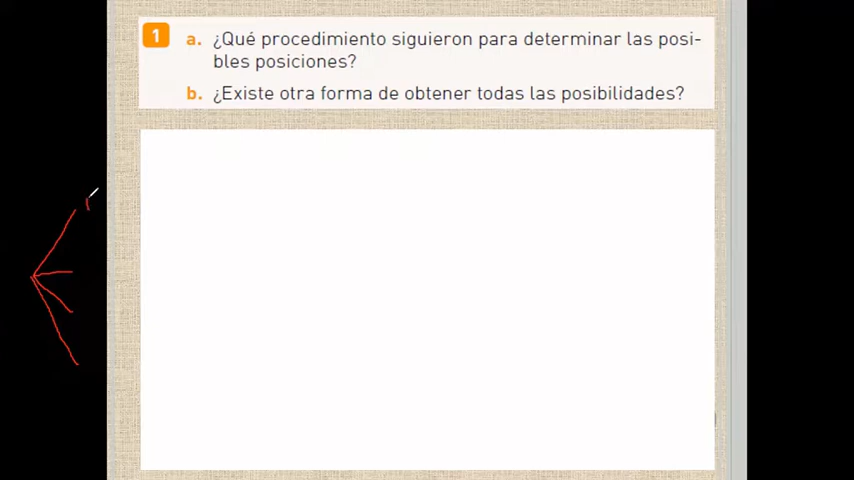 1 a. ¿Qué procedimiento siguieron para determinar las posi-
bles posiciones?
b. ¿Existe otra forma de obtener todas las posibilidades?